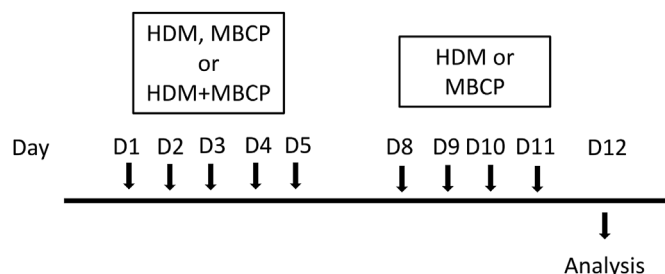 HDM, MBCP
or
HDM+MBCP
HDM or
MBCP
Day D1 D2 D3 D4 D5 D8 D9 D10 D11 D12
Analysis